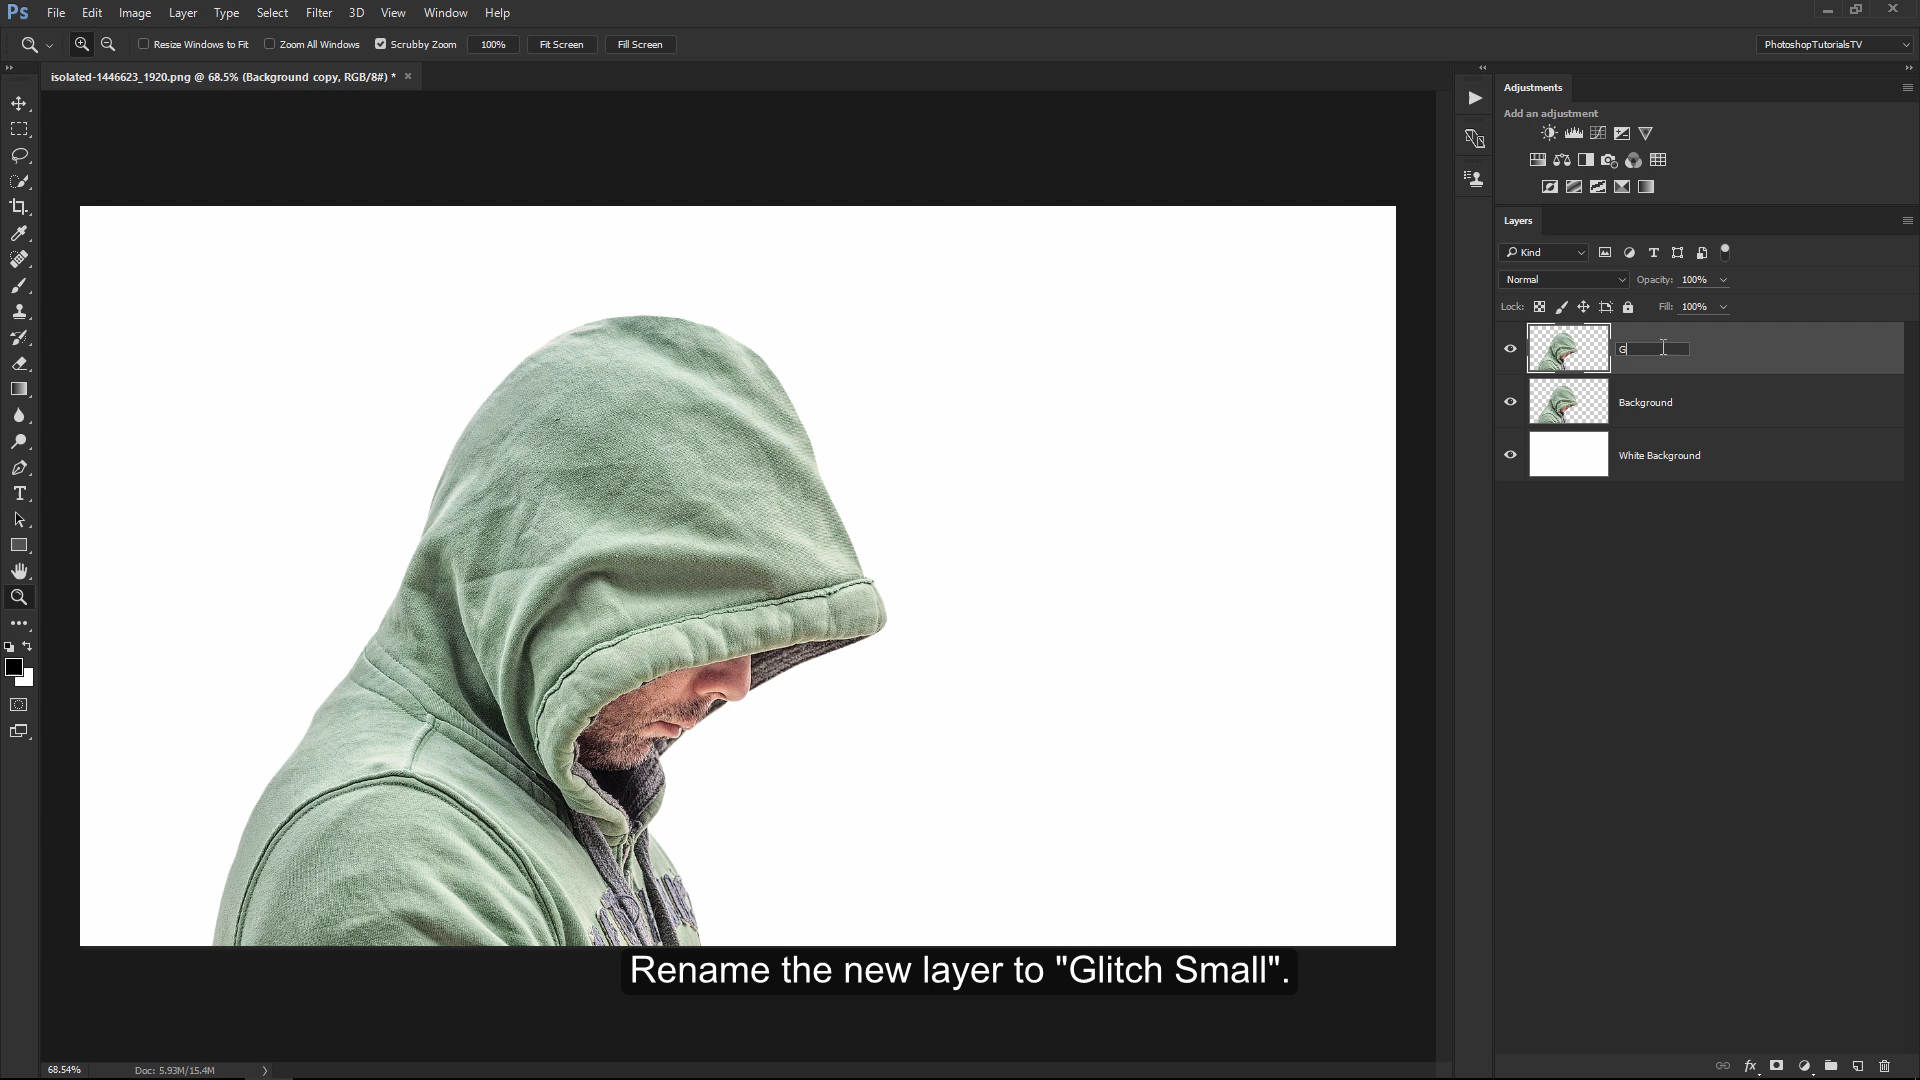 Ps File Edit Image Layer Type Select Filter 3D View Window Help
Resize Windows to Fit Zoom All Windows Scrubby Zoom 100% Fit Screen Fill Screen PhotoshopTutorialsTV
isolated-1446623_1920.png @ 68.5% (Background copy, RGB/8#) * ×
Adjustments
Add an adjustment
Layers
Kind
Normal Opacity: 100%
Lock: Fill: 100%
G
Background
White Background
Rename the new layer to "Glitch Small".
68.54% Doc: 5.93M/15.4M
fx